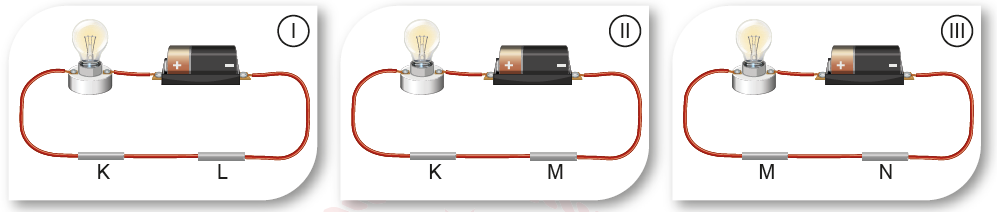 I
+ -
K L
II
+ -
K M
III
+ -
M N